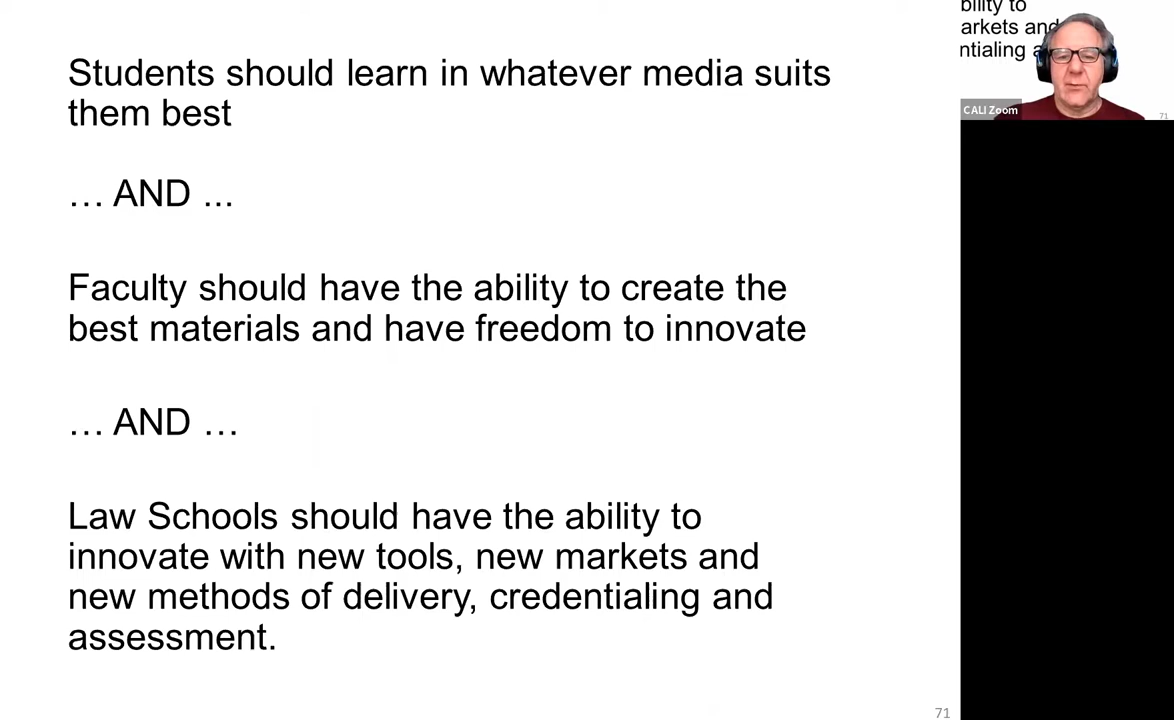 Students should learn in whatever media suits
them best
… AND ...
Faculty should have the ability to create the
best materials and have freedom to innovate
… AND …
Law Schools should have the ability to
innovate with new tools, new markets and
new methods of delivery, credentialing and
assessment.
71
bility to
arkets and
ntialing a
CALI Zoom
71